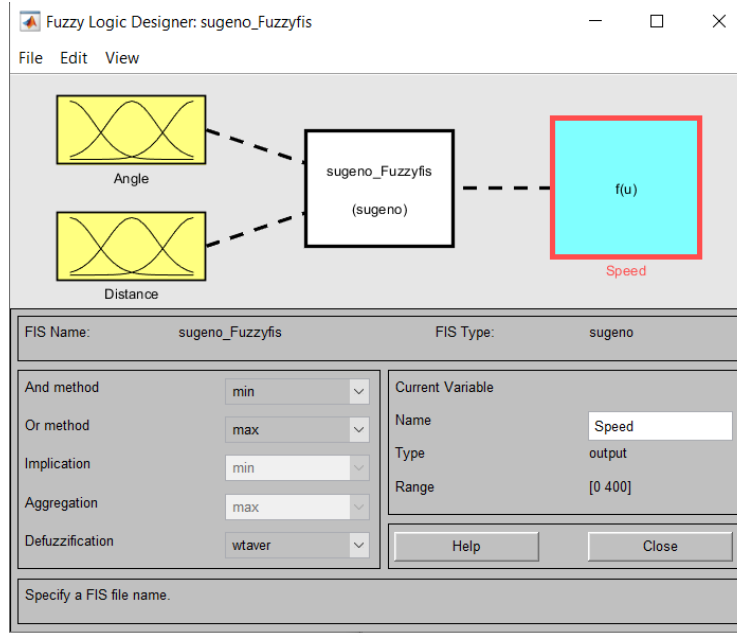 Fuzzy Logic Designer: sugeno_Fuzzyfis
File Edit View
Angle
Distance
sugeno_Fuzzyfis
(sugeno)
f(u)
Speed
FIS Name: sugeno_Fuzzyfis FIS Type: sugeno
And method min
Or method max
Implication min
Aggregation max
Defuzzification wtaver
Current Variable
Name Speed
Type output
Range [0 400]
Help Close
Specify a FIS file name.